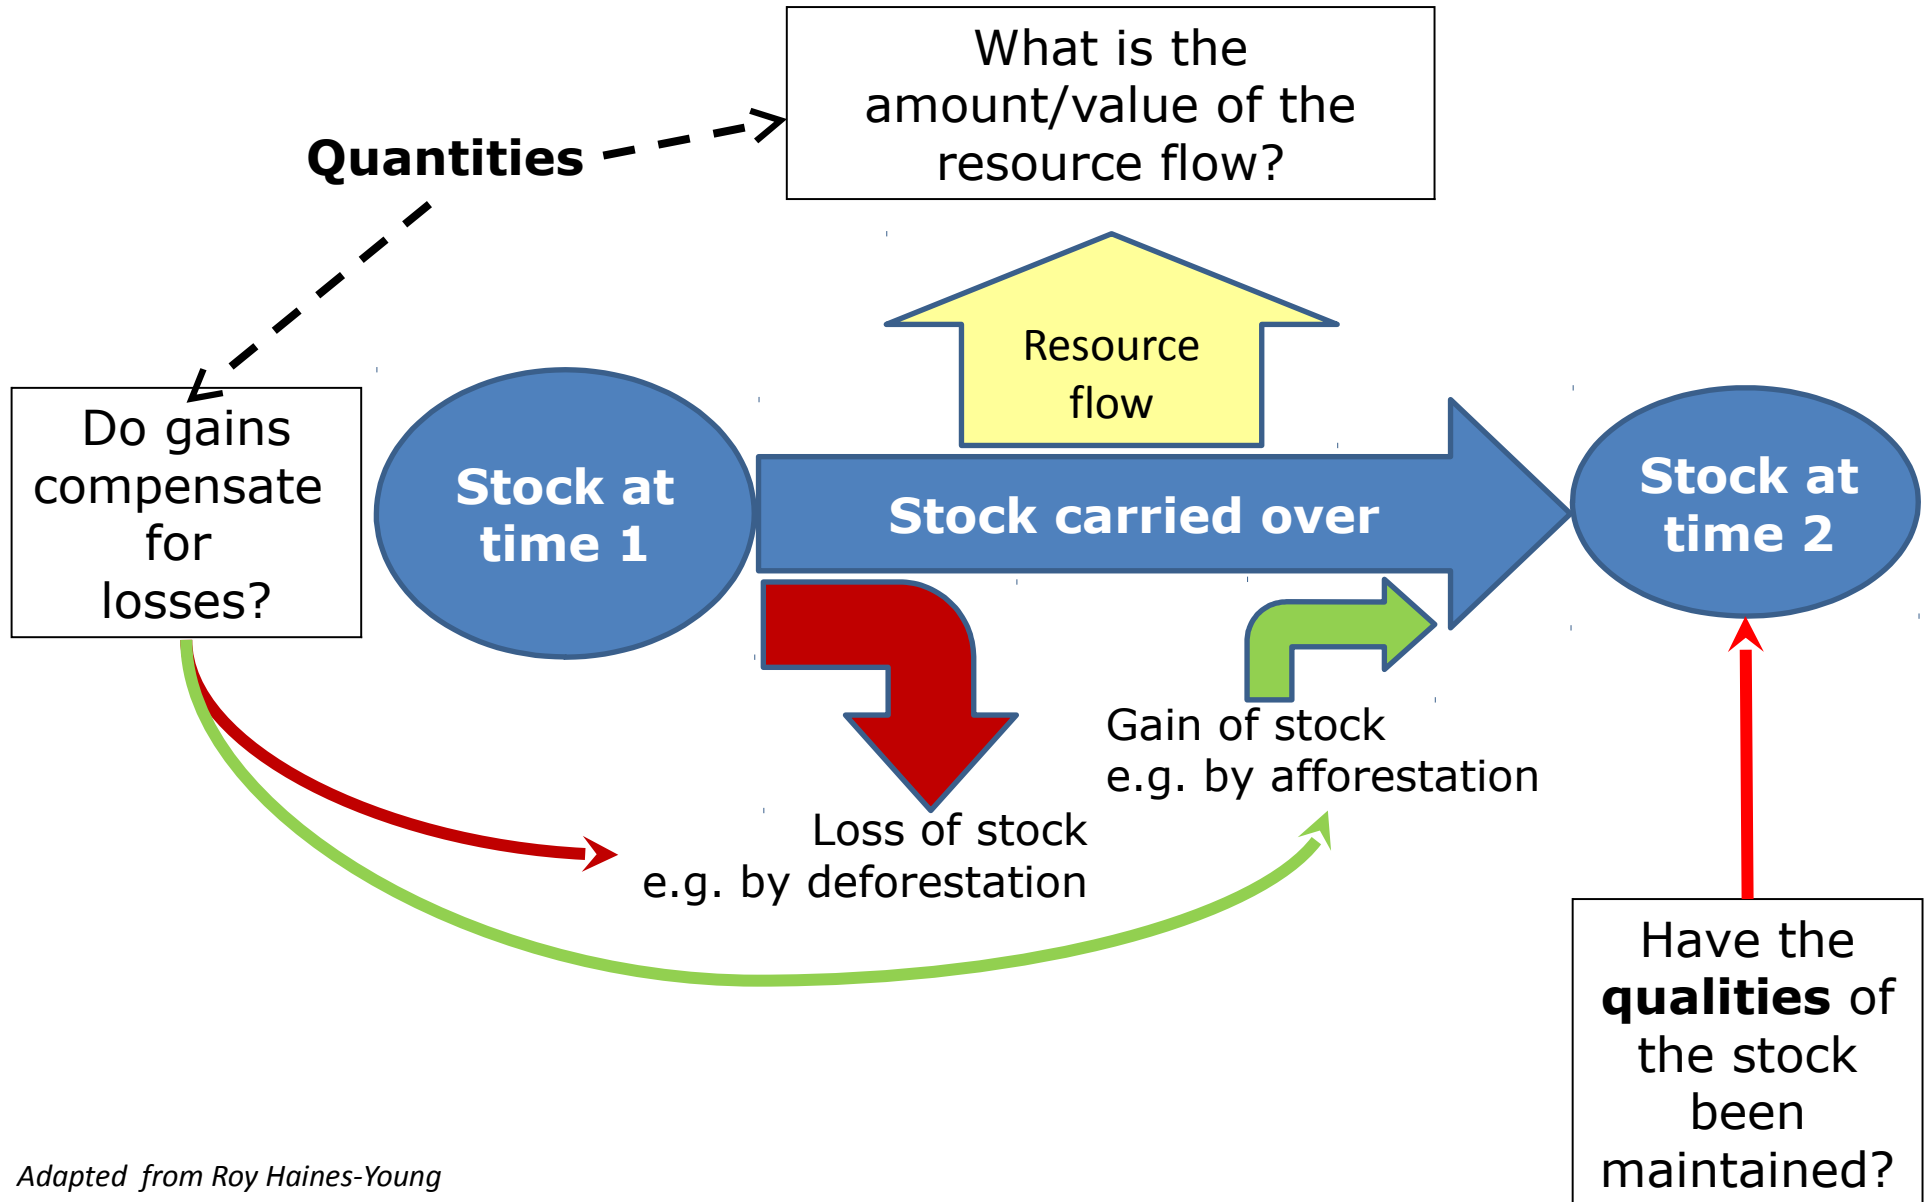 What is the
amount/value of the
resource flow?
Quantities
Resource
flow
Do gains
compensate
for
losses?
Stock at
time 1
Stock carried over
Stock at
time 2
Gain of stock
e.g. by afforestation
Loss of stock
e.g. by deforestation
Have the
qualities of
the stock
been
maintained?
Adapted from Roy Haines-Young